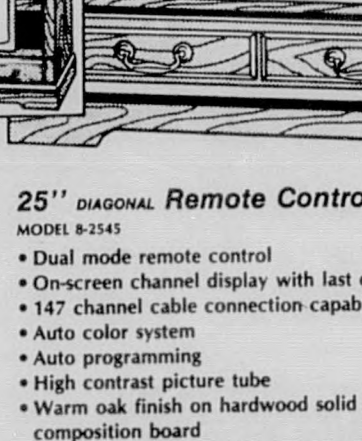 25" DIAGONAL Remote Contro
MODEL 8-2545
• Dual mode remote control
• On-screen channel display with last
• 147 channel cable connection capab
• Auto color system
• Auto programming
• High contrast picture tube
• Warm oak finish on hardwood solid
composition board